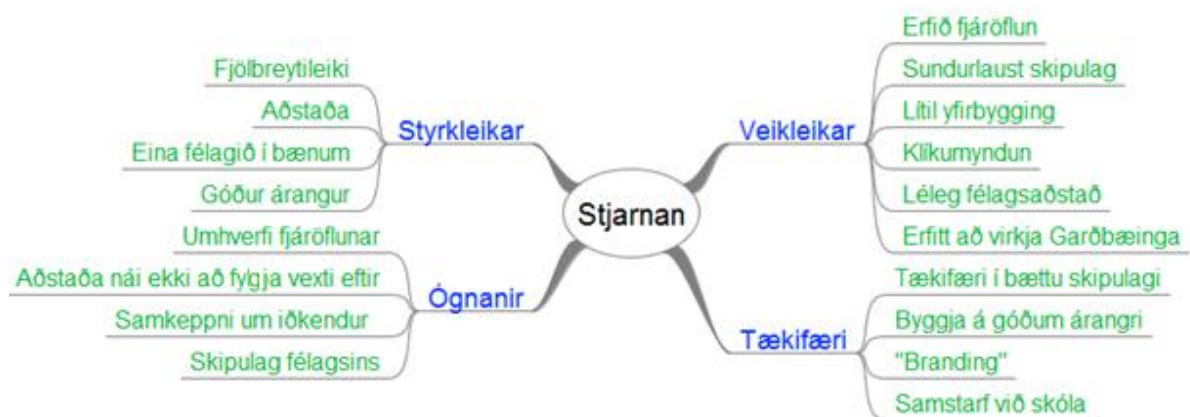 Stjarnan
Styrkleikar
Fjölbreytileiki
Aðstaða
Eina félagið í bænum
Góður árangur
Ógnanir
Umhverfi fjáröflunar
Aðstaða nái ekki að fylgja vexti eftir
Samkeppni um iðkendur
Skipulag félagsins
Veikleikar
Erfið fjáröflun
Sundurlaust skipulag
Lítil yfirbygging
Klíkumyndun
Léleg félagsaðstað
Erfitt að virkja Garðbæinga
Tækifæri
Tækifæri í bættu skipulagi
Byggja á góðum árangri
"Branding"
Samstarf við skóla